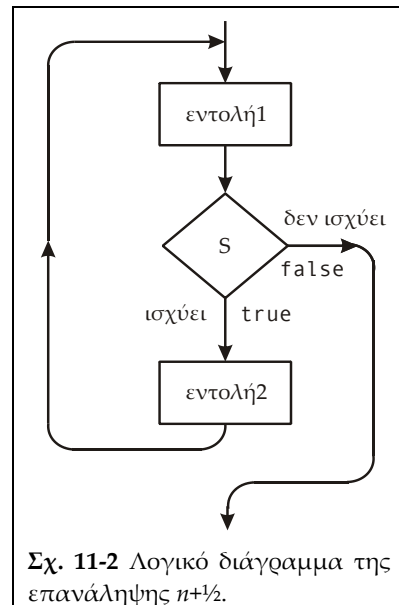 εντολή1
S
δεν ισχύει
false
ισχύει true
εντολή2
Σχ. 11-2 Λογικό διάγραμμα της
επανάληψης n+½.